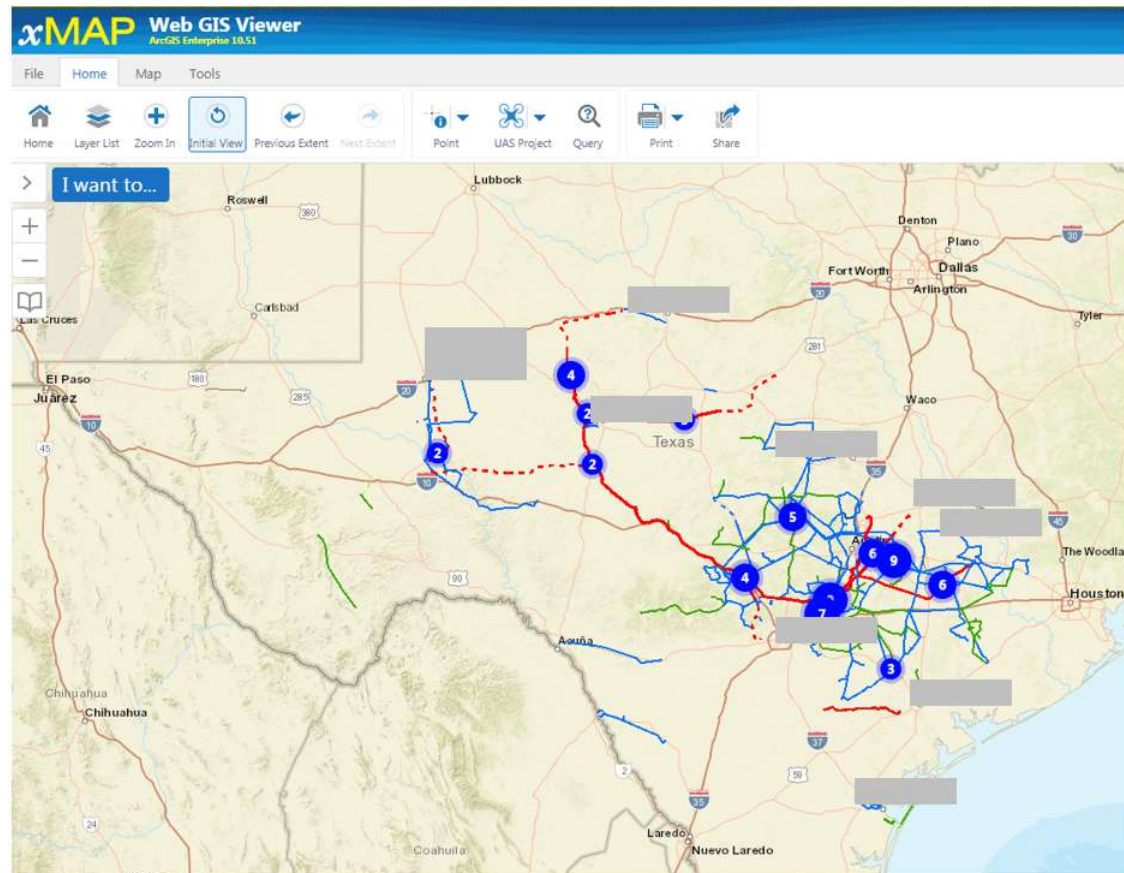 xMAP Web GIS Viewer
ArcGIS Enterprise 10.51
File Home Map Tools
Home Layer List Zoom In Initial View Previous Extent Next Extent Point UAS Project Query Print Share
I want to...
Lubbock
Roswell
380
Denton
Plano
30
Fort Worth
Dallas
Arlington
20
Carlsbad
Las Cruces
Tyler
281
El Paso
180
20
4
Juárez
285
Waco
10
2
Texas
45
2
2
35
10
5
45
6
9
The Woodla
90
4
6
Houston
7
Acuña
3
Chihuahua
Chihuahua
37
2
59
35
24
Laredo
Coahuila
Nuevo Laredo